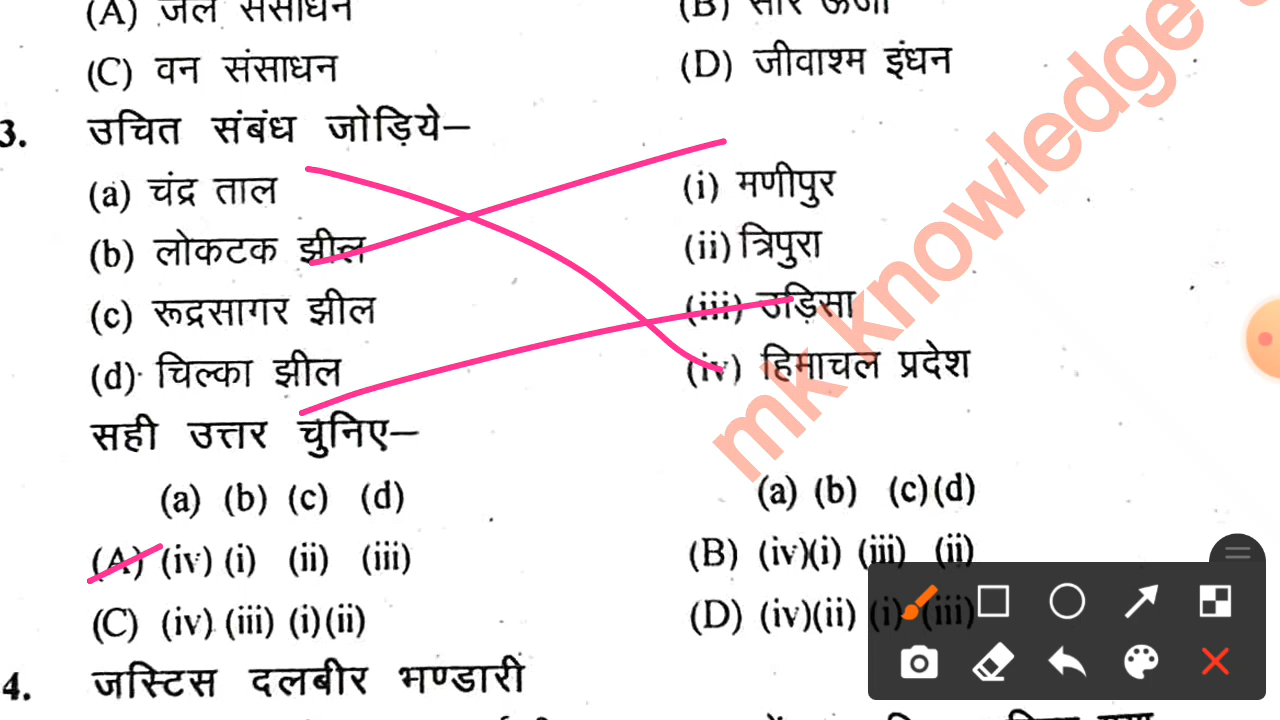 (A) जल संसाधन (B) सौर ऊर्जा
(C) वन संसाधन (D) जीवाश्म इंधन
3. उचित संबंध जोड़िये–
(a) चंद्र ताल (i) मणीपुर
(b) लोकटक झील (ii) त्रिपुरा
(c) रूद्रसागर झील (iii) उड़िसा
(d) चिल्का झील (iv) हिमाचल प्रदेश
सही उत्तर चुनिए–
(a) (b) (c) (d) (a) (b) (c) (d)
(A) (iv) (i) (ii) (iii) (B) (iv)(i) (iii) (ii)
(C) (iv) (iii) (i)(ii) (D) (iv)(ii) (i) (iii)
4. जस्टिस दलबीर भण्डारी
mk knowledge